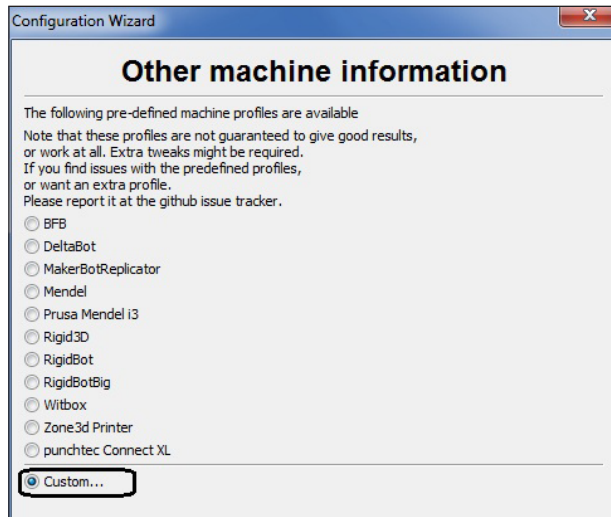 Configuration Wizard
Other machine information
The following pre-defined machine profiles are available
Note that these profiles are not guaranteed to give good results,
or work at all. Extra tweaks might be required.
If you find issues with the predefined profiles,
or want an extra profile.
Please report it at the github issue tracker.
BFB
DeltaBot
MakerBotReplicator
Mendel
Prusa Mendel i3
Rigid3D
RigidBot
RigidBotBig
Witbox
Zone3d Printer
punchtec Connect XL
Custom...